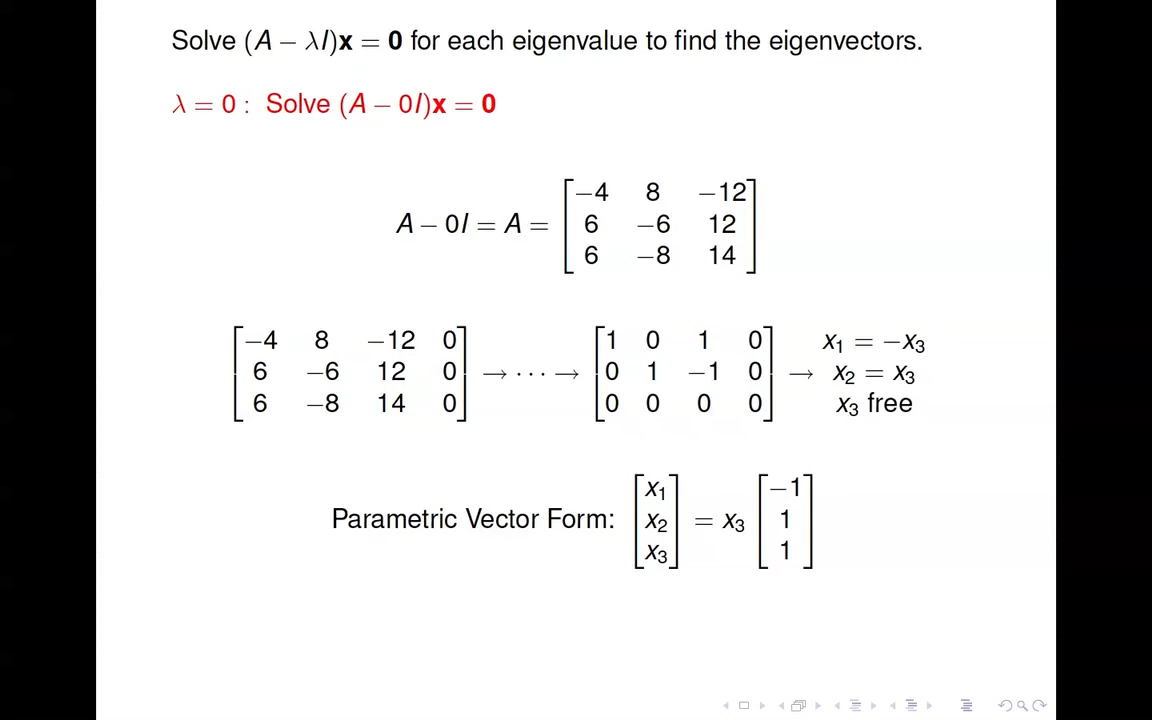 Solve (A − λI)x = 0 for each eigenvalue to find the eigenvectors.
λ = 0 : Solve (A − 0I)x = 0
A − 0I = A = [−4 8 −12
6 −6 12
6 −8 14]
[−4 8 −12 0 [1 0 1 0 x₁ = −x₃
6 −6 12 0 → · · · → 0 1 −1 0 → x₂ = x₃
6 −8 14 0] 0 0 0 0] x₃ free
[x₁ [−1
Parametric Vector Form: x₂ = x₃ 1
x₃] 1]